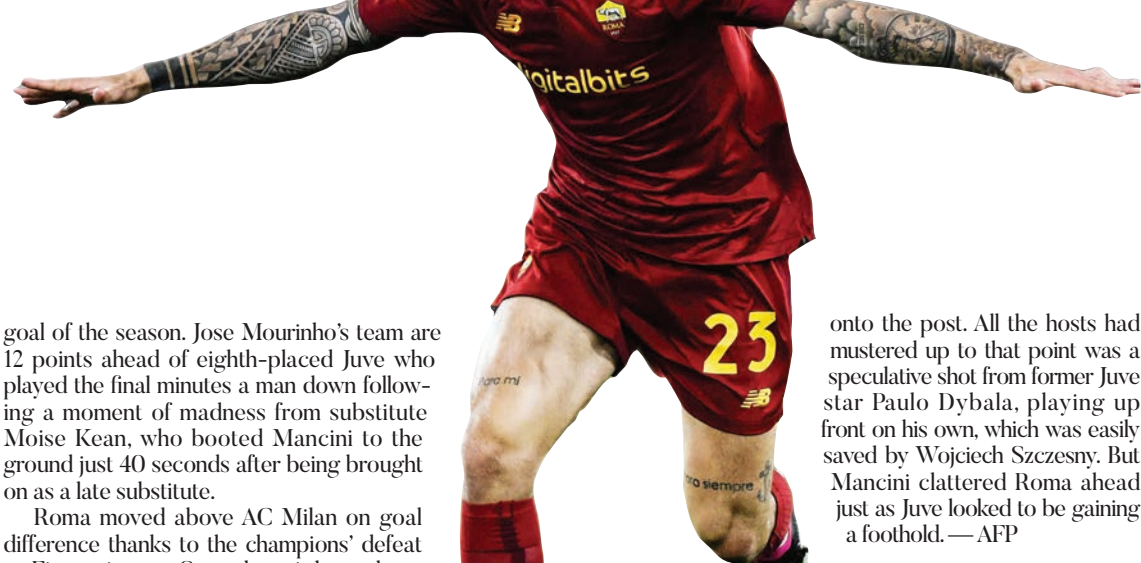 ROMA
digitalbits
23
para mi
para siempre
goal of the season. Jose Mourinho's team are
12 points ahead of eighth-placed Juve who
played the final minutes a man down follow-
ing a moment of madness from substitute
Moise Kean, who booted Mancini to the
ground just 40 seconds after being brought
on as a late substitute.
Roma moved above AC Milan on goal
difference thanks to the champions' defeat
onto the post. All the hosts had
mustered up to that point was a
speculative shot from former Juve
star Paulo Dybala, playing up
front on his own, which was easily
saved by Wojciech Szczesny. But
Mancini clattered Roma ahead
just as Juve looked to be gaining
a foothold. — AFP